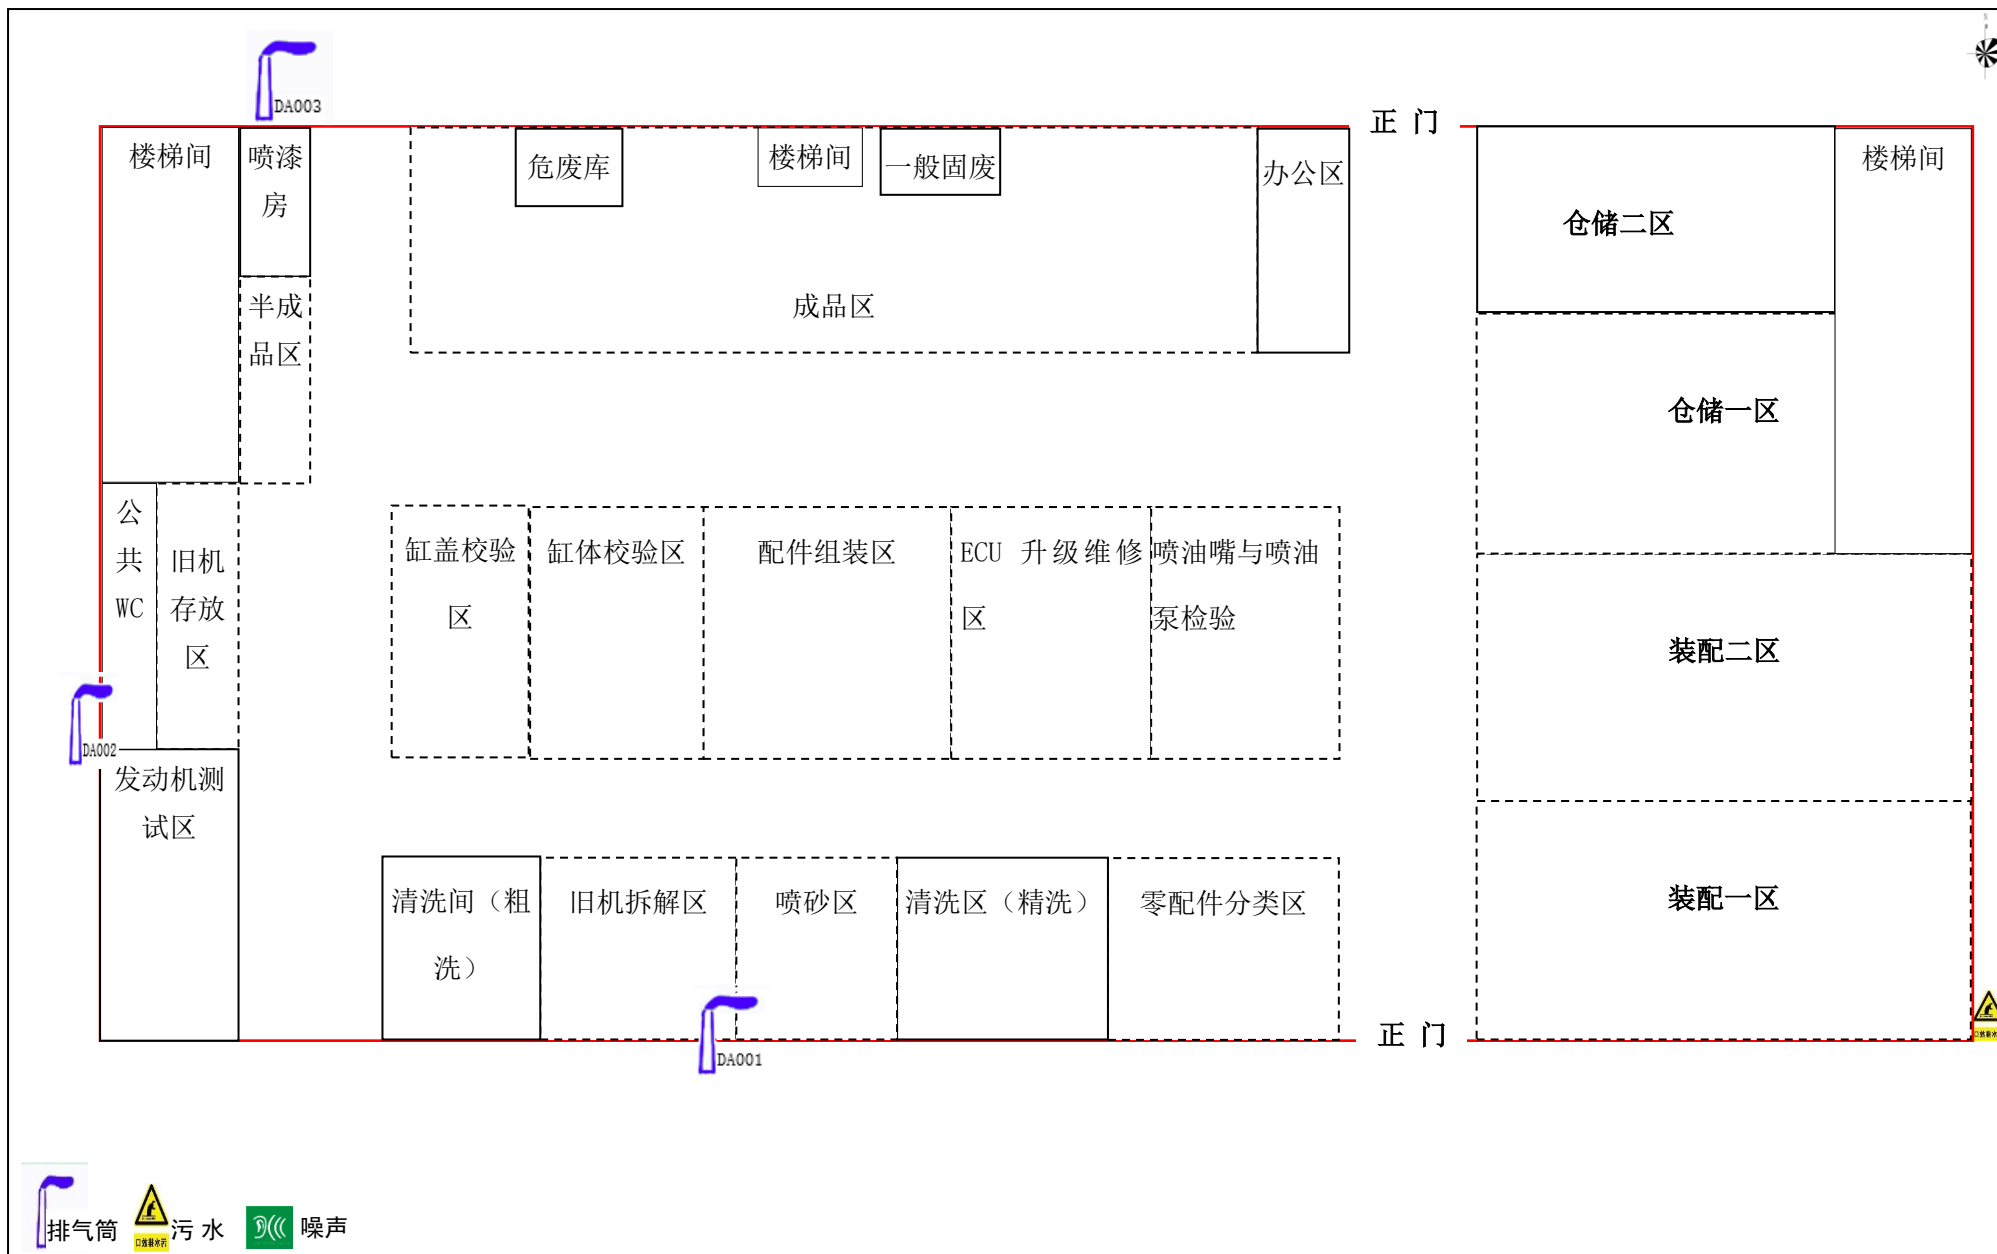 DA003
正 门
楼梯间
喷漆
房
危废库
楼梯间
一般固废
办公区
仓储二区
楼梯间
半成
品区
成品区
仓储一区
公
共
WC
旧机
存放
区
缸盖校验
区
缸体校验区
配件组装区
ECU 升级维修
区
喷油嘴与喷油
泵检验
装配二区
DA002
发动机测
试区
清洗间（粗
洗）
旧机拆解区
喷砂区
清洗区（精洗）
零配件分类区
装配一区
DA001
正 门
排气筒
污 水
噪声